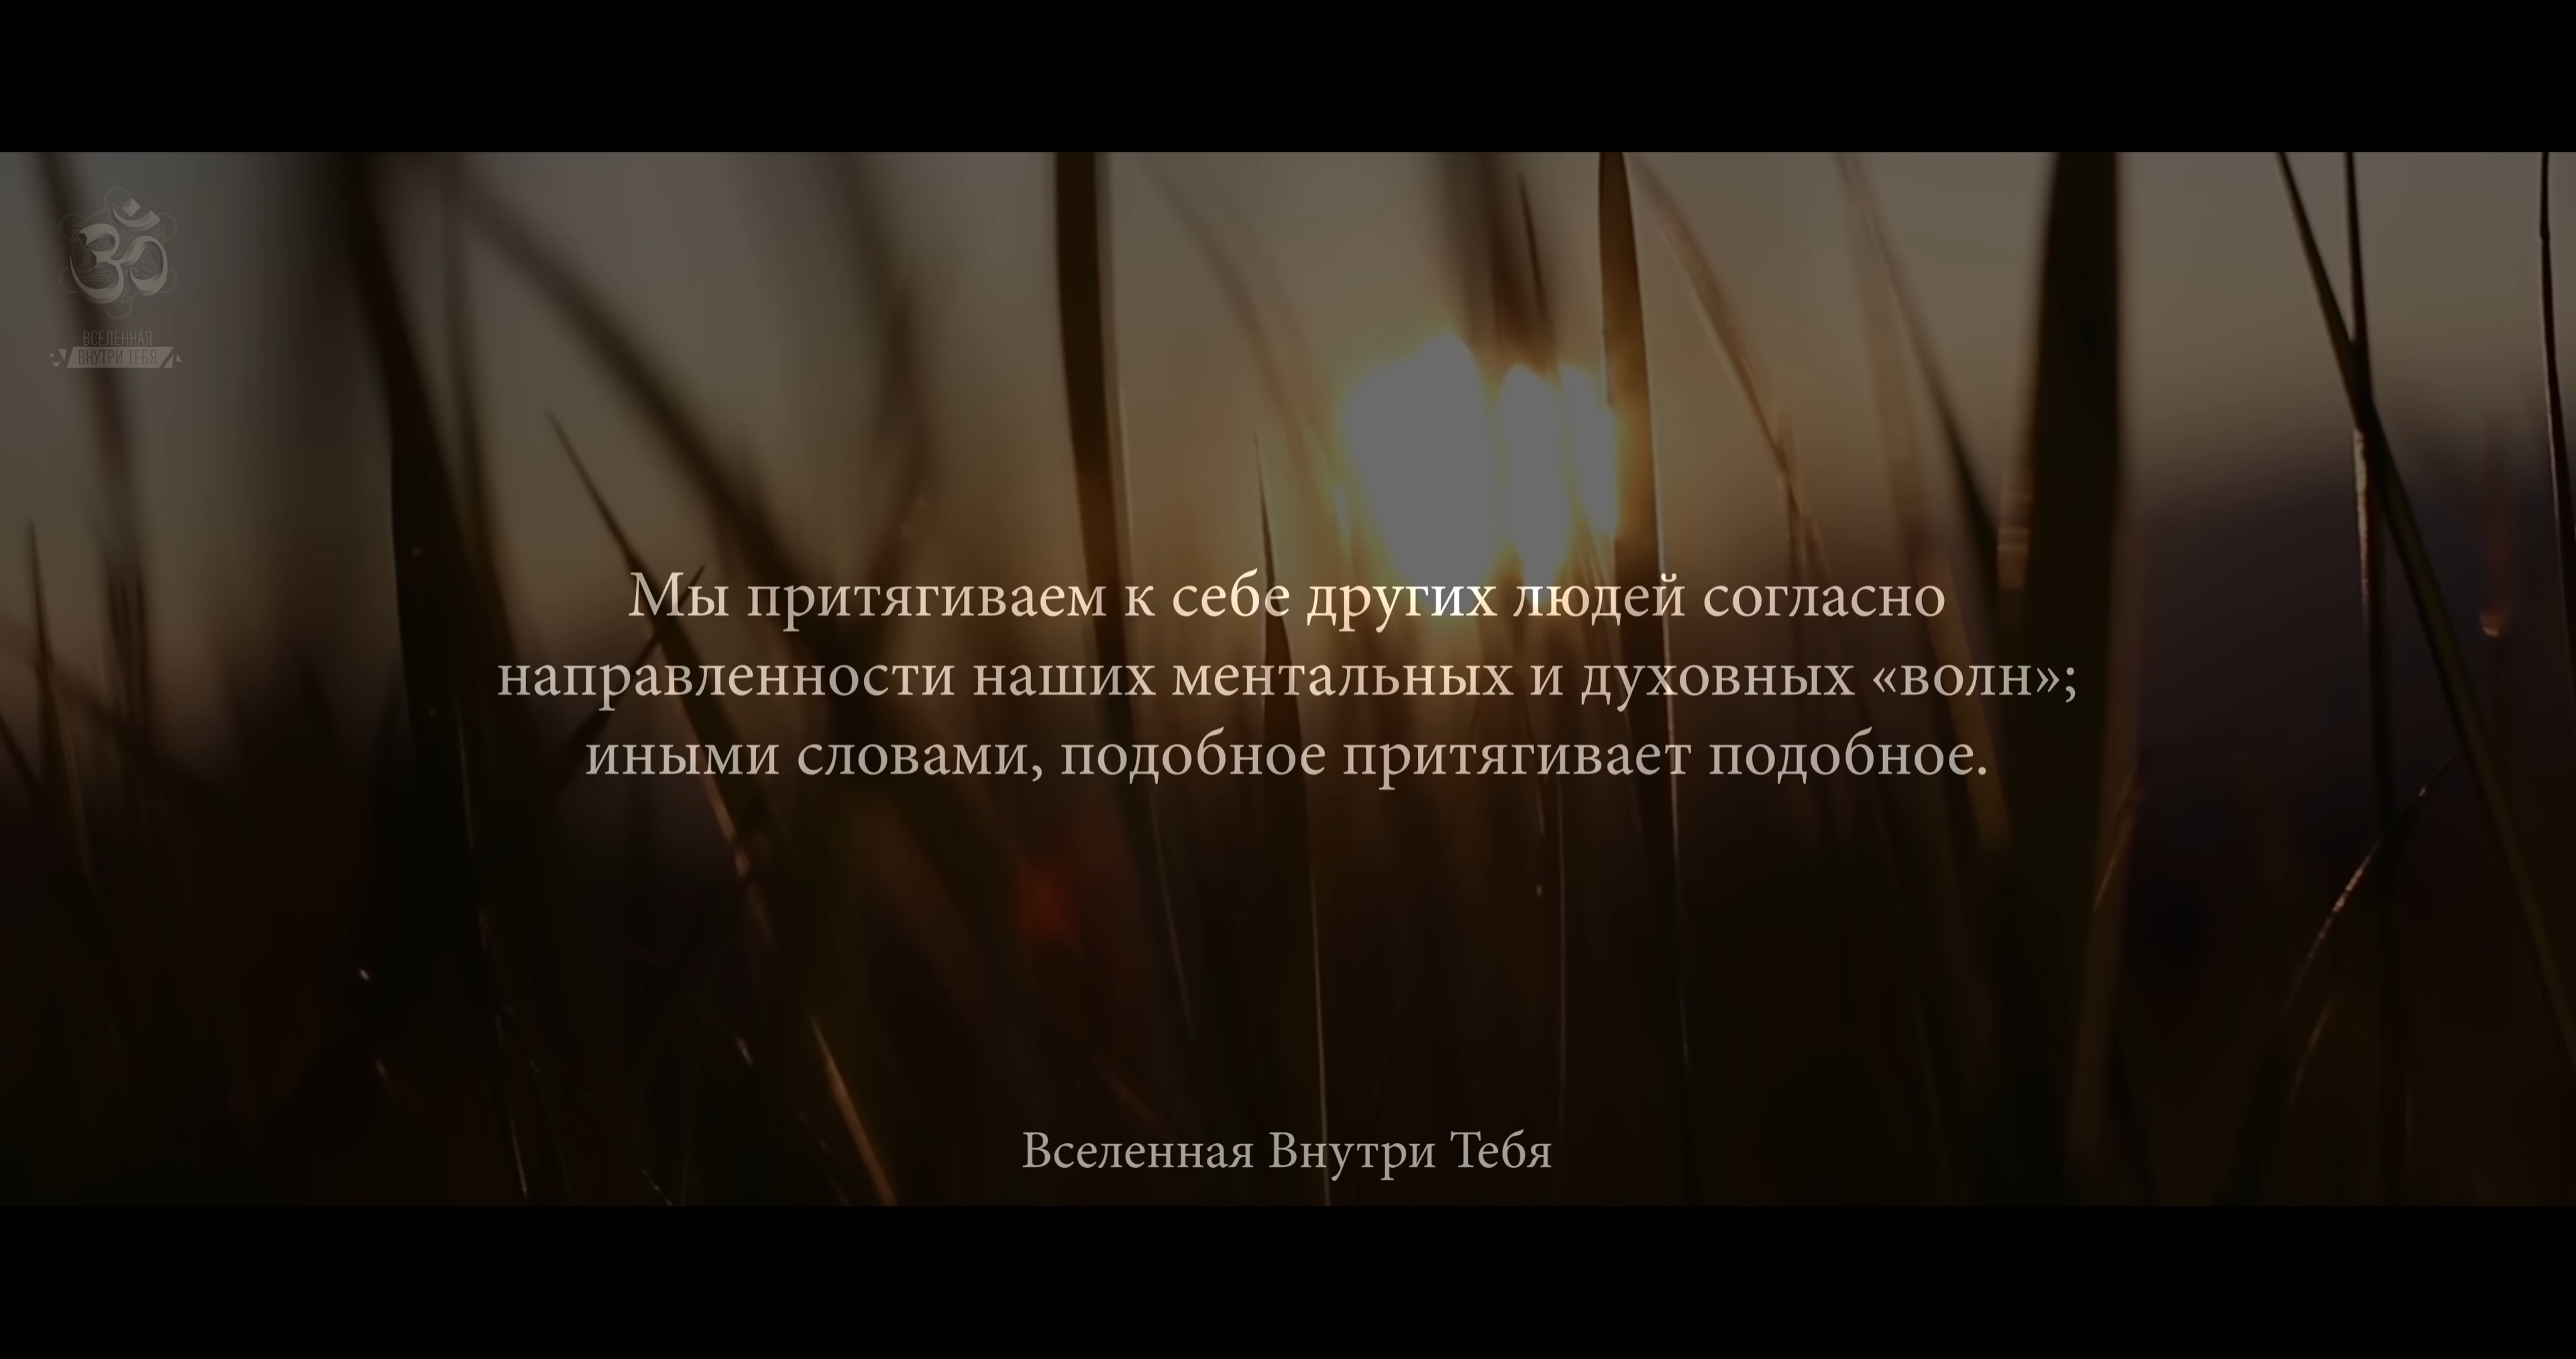 ВСЕЛЕННАЯ
ВНУТРИ ТЕБЯ
Мы притягиваем к себе других людей согласно
направленности наших ментальных и духовных «волн»;
иными словами, подобное притягивает подобное.
Вселенная Внутри Тебя